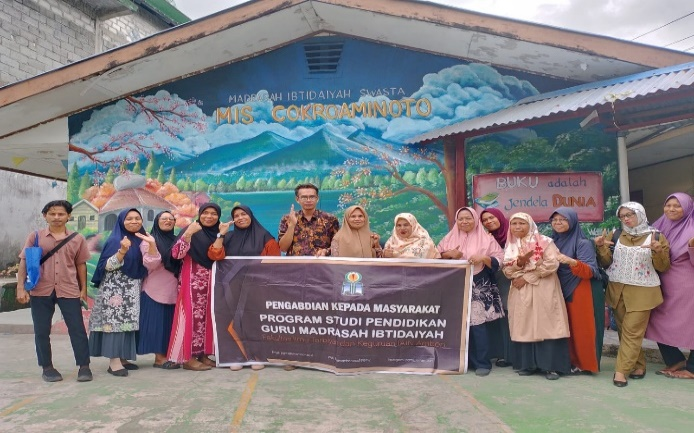 MADRASAH IBTIDAIYAH SWASTA
MIS COKROAMINOTO
BUKU adalah
jendela DUNIA
PENGABDIAN KEPADA MASYARAKAT
PROGRAM STUDI PENDIDIKAN
GURU MADRASAH IBTIDAIYAH